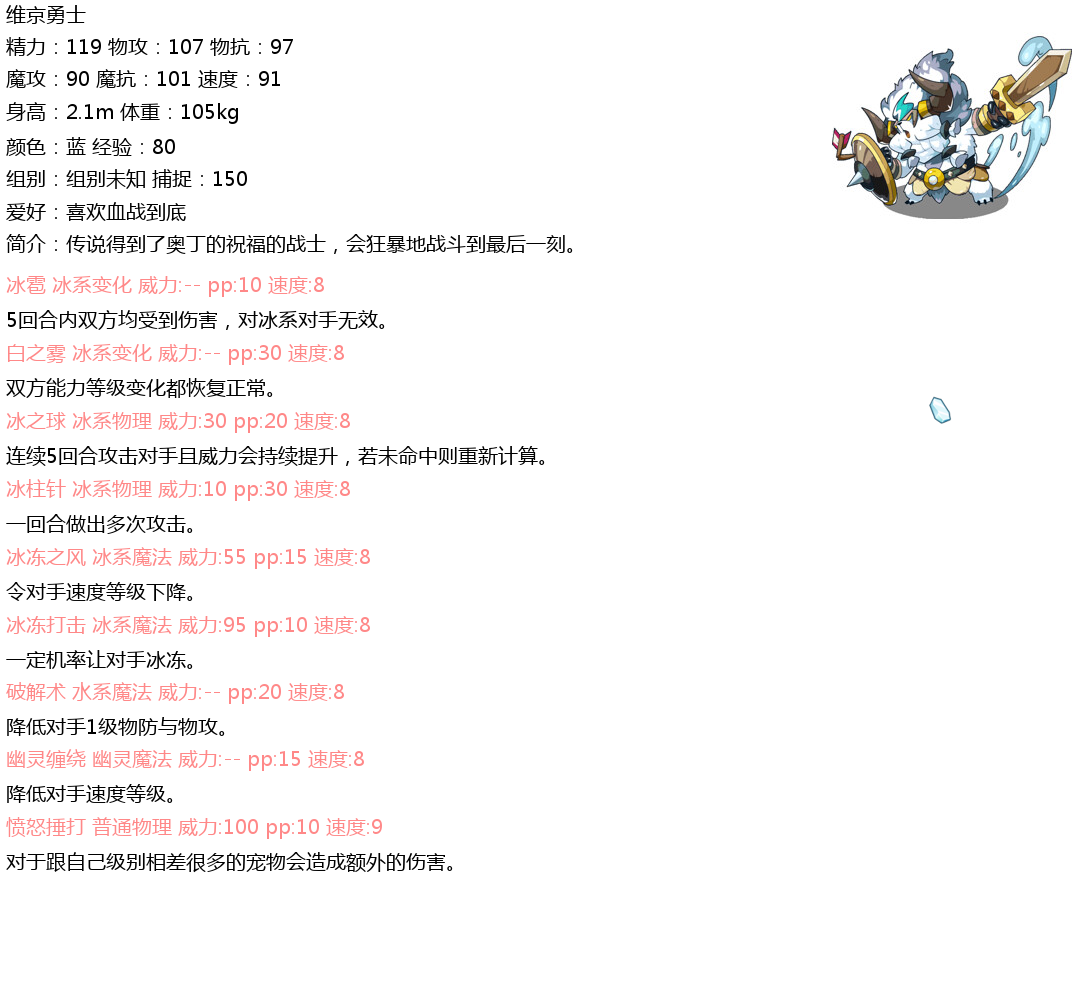 维京勇士
精力：119 物攻：107 物抗：97
魔攻：90 魔抗：101 速度：91
身高：2.1m 体重：105kg
颜色：蓝 经验：80
组别：组别未知 捕捉：150
爱好：喜欢血战到底
简介：传说得到了奥丁的祝福的战士，会狂暴地战斗到最后一刻。
冰雹 冰系变化 威力:-- pp:10 速度:8
5回合内双方均受到伤害，对冰系对手无效。
白之雾 冰系变化 威力:-- pp:30 速度:8
双方能力等级变化都恢复正常。
冰之球 冰系物理 威力:30 pp:20 速度:8
连续5回合攻击对手且威力会持续提升，若未命中则重新计算。
冰柱针 冰系物理 威力:10 pp:30 速度:8
一回合做出多次攻击。
冰冻之风 冰系魔法 威力:55 pp:15 速度:8
令对手速度等级下降。
冰冻打击 冰系魔法 威力:95 pp:10 速度:8
一定机率让对手冰冻。
破解术 水系魔法 威力:-- pp:20 速度:8
降低对手1级物防与物攻。
幽灵缠绕 幽灵魔法 威力:-- pp:15 速度:8
降低对手速度等级。
愤怒捶打 普通物理 威力:100 pp:10 速度:9
对于跟自己级别相差很多的宠物会造成额外的伤害。